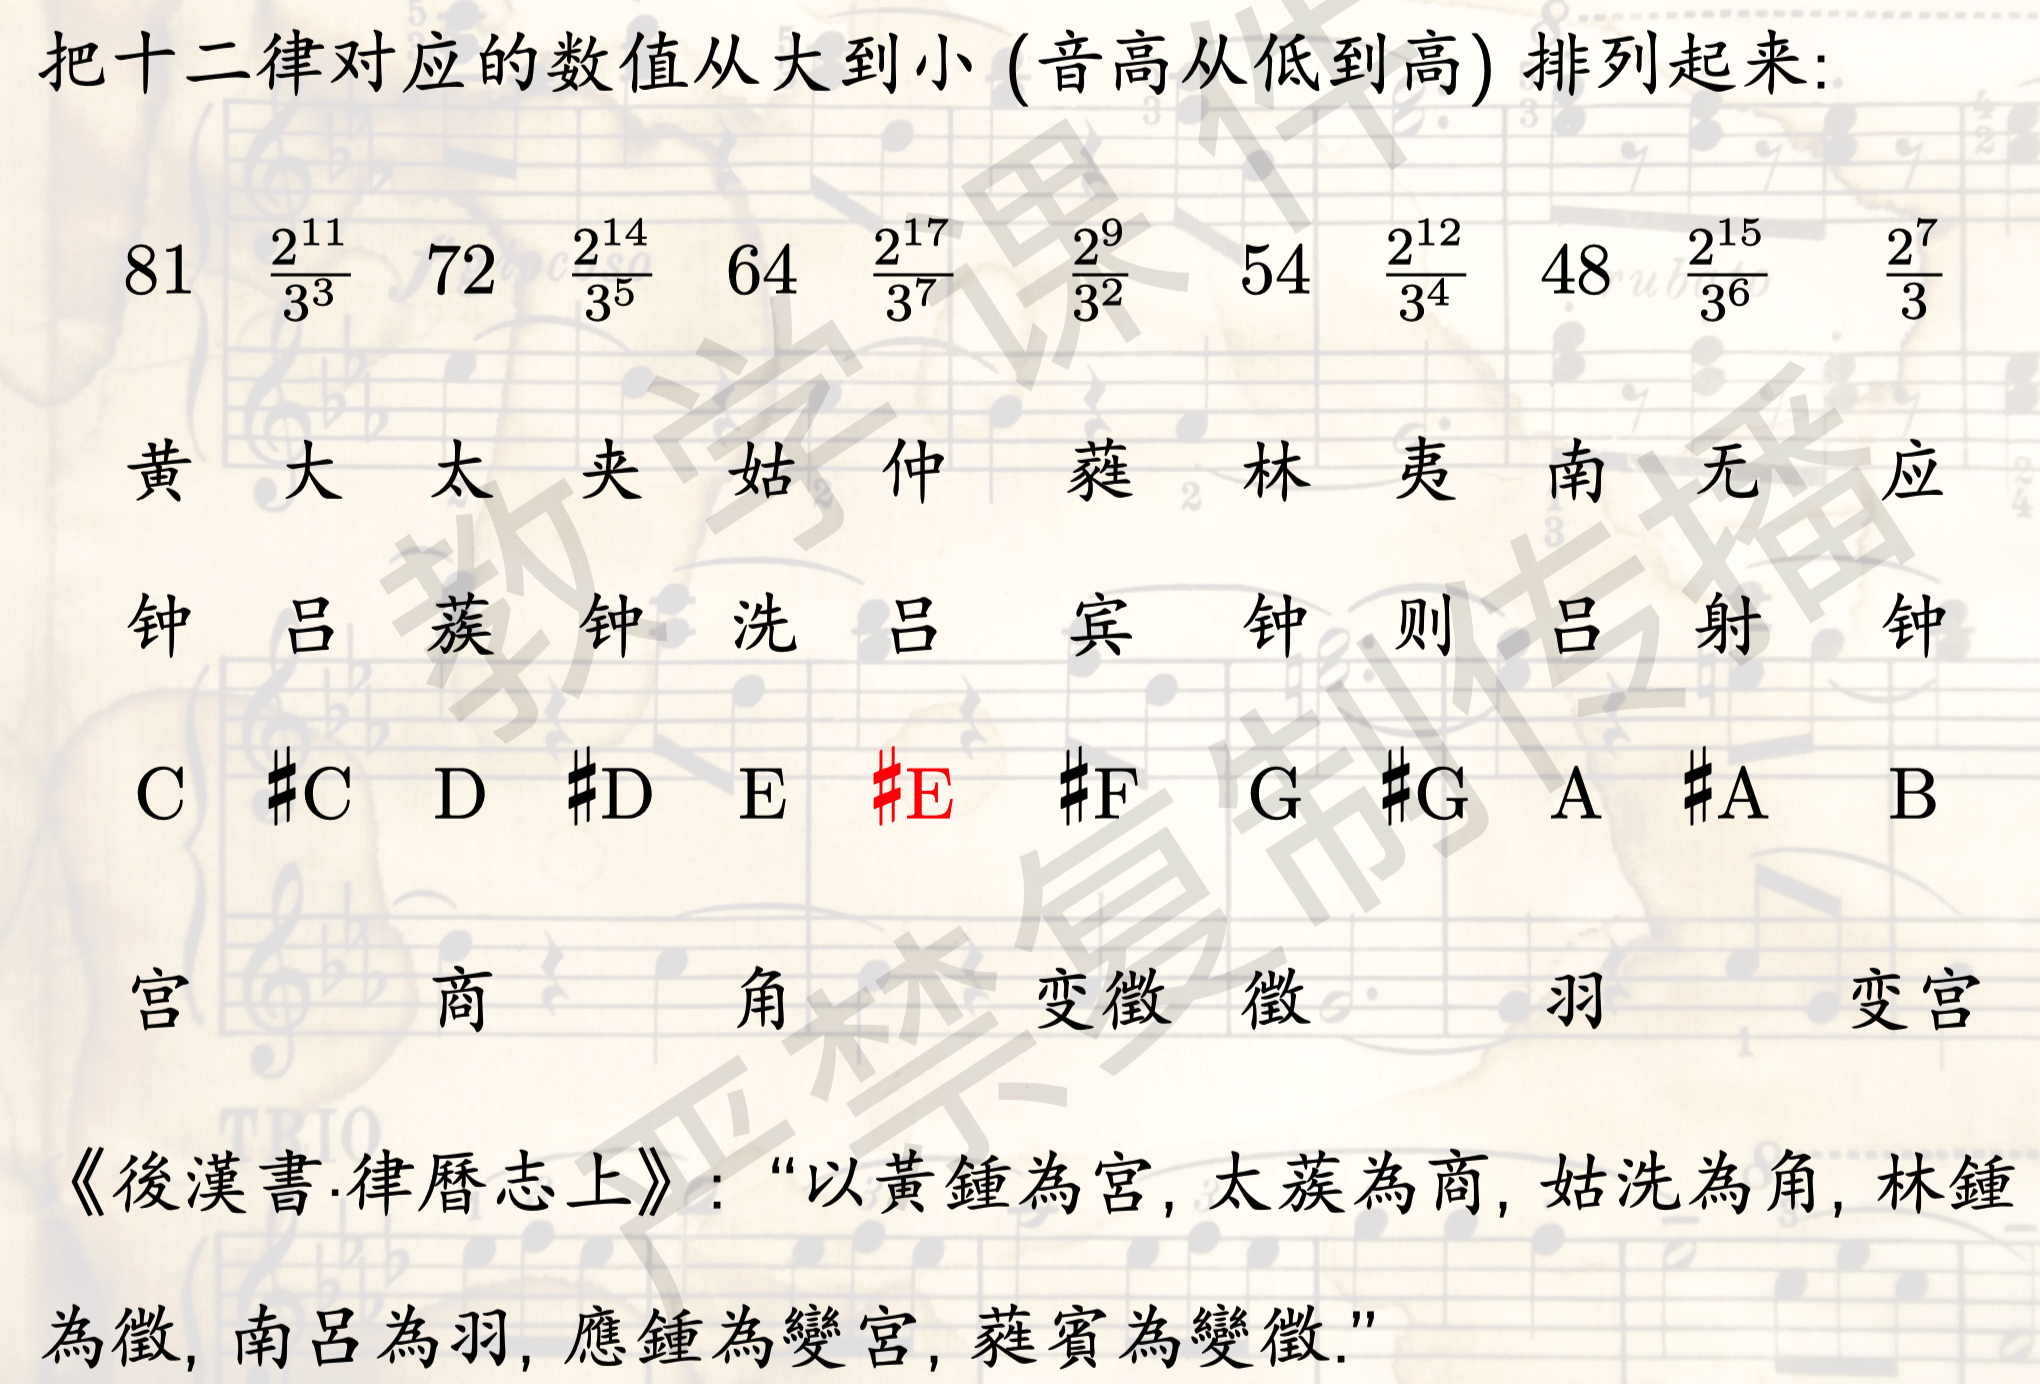 把十二律对应的数值从大到小 (音高从低到高) 排列起来:
81 2^11/3^3 72 2^14/3^5 64 2^17/3^7 2^9/3^2 54 2^12/3^4 48 2^15/3^6 2^7/3
黄 大 太 夹 姑 仲 蕤 林 夷 南 无 应
钟 吕 蔟 钟 洗 吕 宾 钟 则 吕 射 钟
C ♯C D ♯D E ♯E ♯F G ♯G A ♯A B
宫 商 角 变徵 徵 羽 变宫
《後漢書·律曆志上》: “以黃鍾為宮, 太蔟為商, 姑洗為角, 林鍾
為徵, 南呂為羽, 應鍾為變宮, 蕤賓為變徵.”
教学课件
严禁复制传播
TRIO